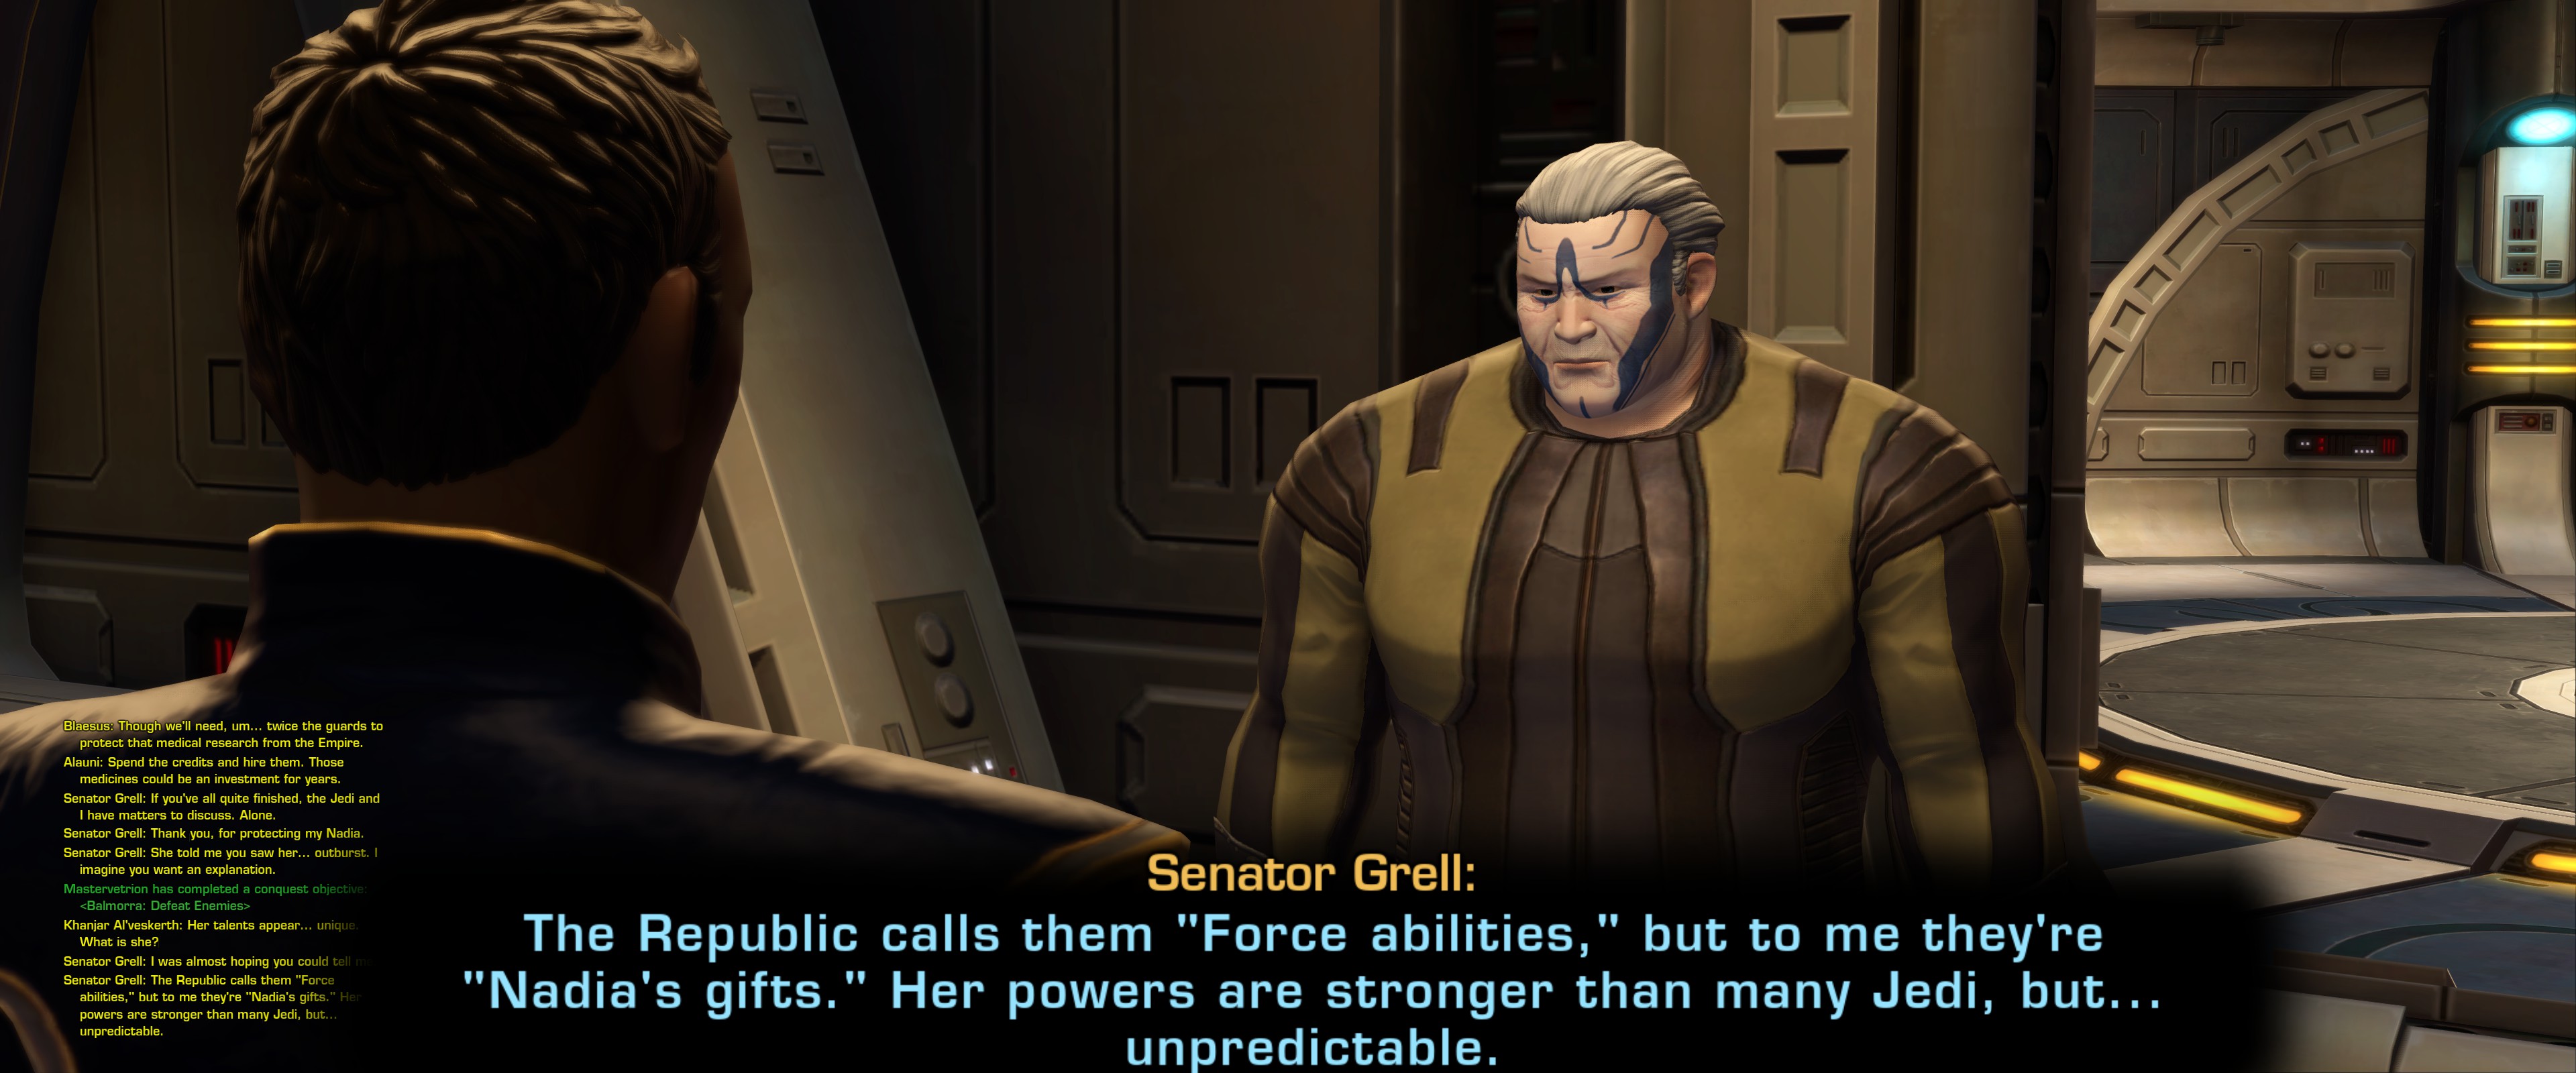 Blaesus: Though we'll need, um... twice the guards to
protect that medical research from the Empire.
Alauni: Spend the credits and hire them. Those
medicines could be an investment for years.
Senator Grell: If you've all quite finished, the Jedi and
I have matters to discuss. Alone.
Senator Grell: Thank you, for protecting my Nadia.
Senator Grell: She told me you saw her... outburst. I
imagine you want an explanation.
Mastervetrion has completed a conquest objective:
<Balmorra: Defeat Enemies>
Khanjar Al'veskerth: Her talents appear... unique.
What is she?
Senator Grell: I was almost hoping you could tell
Senator Grell: The Republic calls them "Force
abilities," but to me they're "Nadia's gifts." Her
powers are stronger than many Jedi, but...
unpredictable.
Senator Grell:
The Republic calls them "Force abilities," but to me they're
"Nadia's gifts." Her powers are stronger than many Jedi, but...
unpredictable.